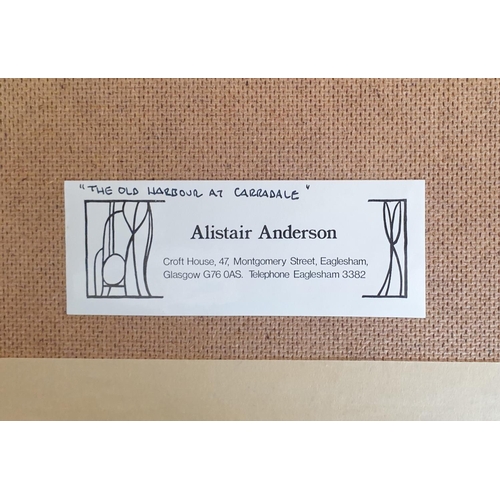 "THE OLD HARBOUR AT CARRADALE"
Alistair Anderson
Croft House, 47, Montgomery Street, Eaglesham,
Glasgow G76 0AS. Telephone Eaglesham 3382